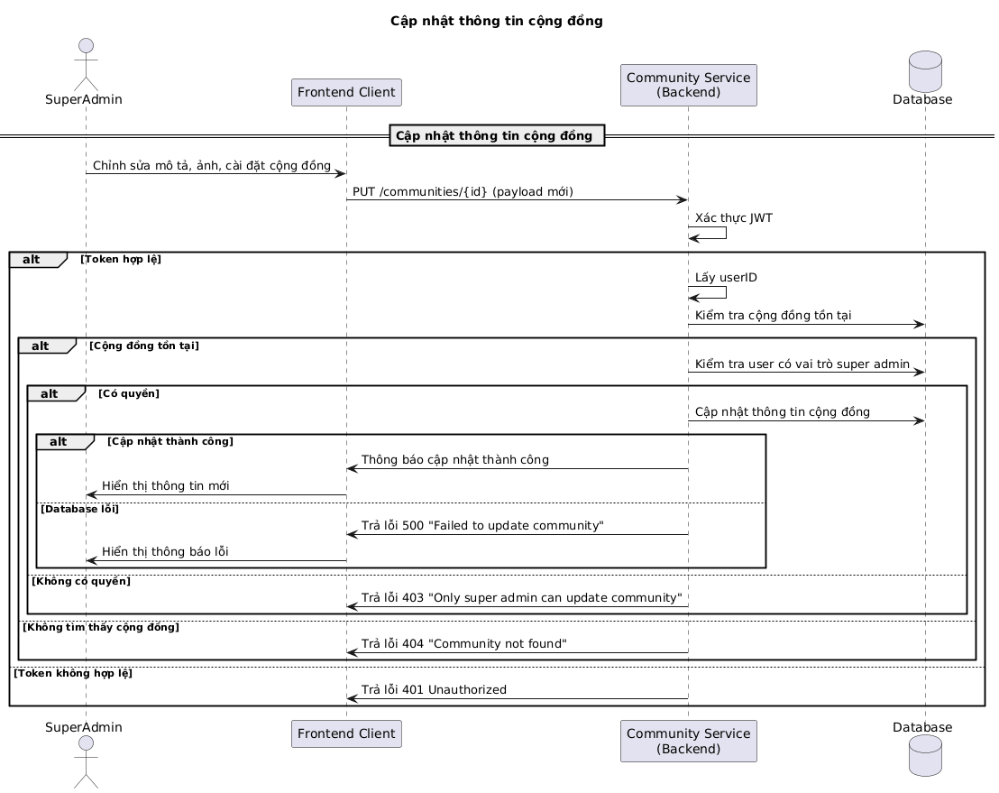 Cập nhật thông tin cộng đồng
SuperAdmin
Frontend Client
Community Service
(Backend)
Database
Cập nhật thông tin cộng đồng
Chỉnh sửa mô tả, ảnh, cài đặt cộng đồng
PUT /communities/{id} (payload mới)
Xác thực JWT
alt [Token hợp lệ]
Lấy userID
Kiểm tra cộng đồng tồn tại
alt [Cộng đồng tồn tại]
Kiểm tra user có vai trò super admin
alt [Có quyền]
Cập nhật thông tin cộng đồng
alt [Cập nhật thành công]
Thông báo cập nhật thành công
Hiển thị thông tin mới
[Database lỗi]
Trả lỗi 500 "Failed to update community"
Hiển thị thông báo lỗi
[Không có quyền]
Trả lỗi 403 "Only super admin can update community"
[Không tìm thấy cộng đồng]
Trả lỗi 404 "Community not found"
[Token không hợp lệ]
Trả lỗi 401 Unauthorized
SuperAdmin
Frontend Client
Community Service
(Backend)
Database